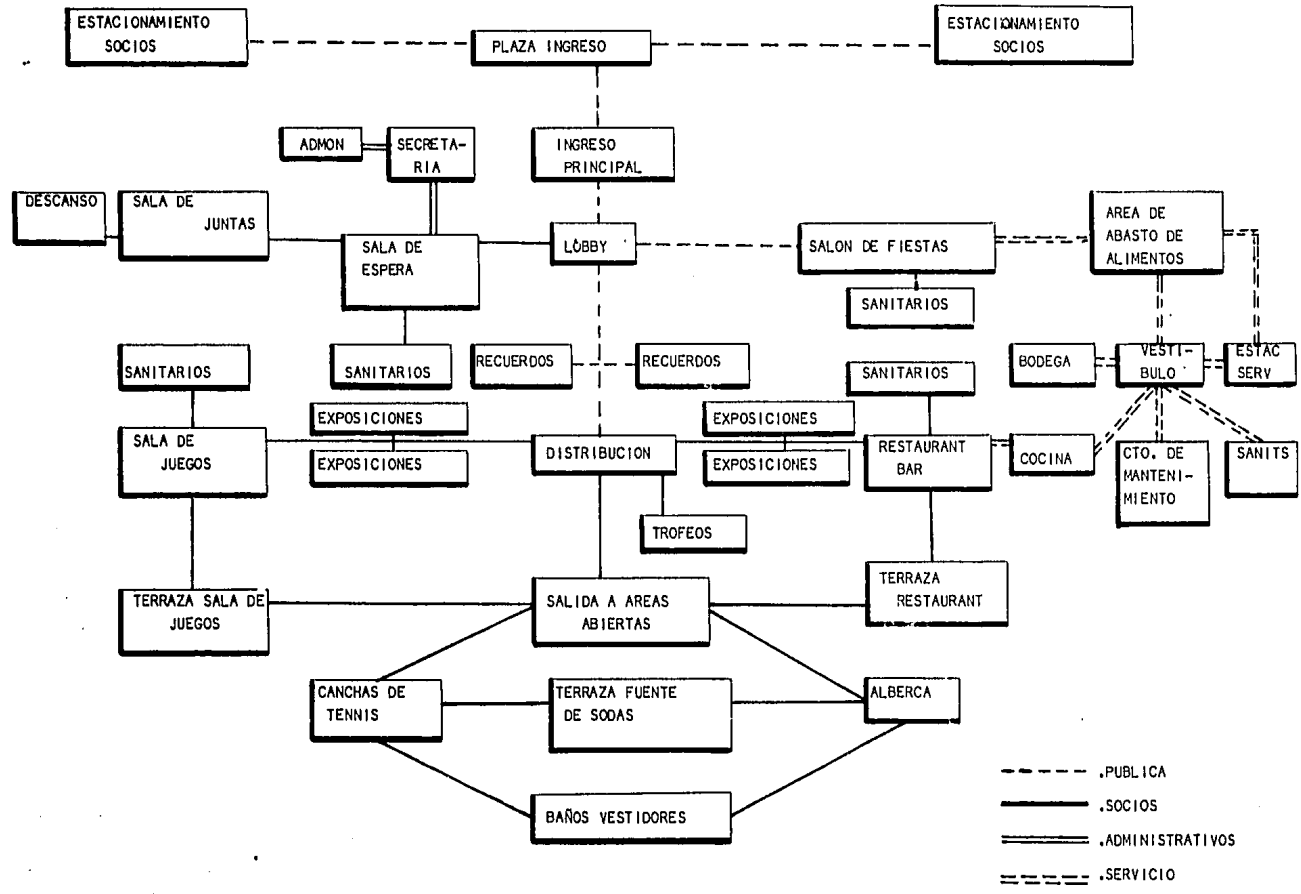 ESTACIONAMIENTO
SOCIOS
PLAZA INGRESO
ESTACIONAMIENTO
SOCIOS
ADMON
SECRETA-
RIA
INGRESO
PRINCIPAL
DESCANSO
SALA DE
JUNTAS
SALA DE
ESPERA
LOBBY
SALON DE FIESTAS
AREA DE
ABASTO DE
ALIMENTOS
SANITARIOS
SANITARIOS
SANITARIOS
RECUERDOS
RECUERDOS
SANITARIOS
BODEGA
VESTI-
BULO
ESTAC
SERV
EXPOSICIONES
EXPOSICIONES
SALA DE
JUEGOS
EXPOSICIONES
DISTRIBUCION
EXPOSICIONES
RESTAURANT
BAR
COCINA
CTO. DE
MANTENI-
MIENTO
SANITS
TROFEOS
TERRAZA SALA DE
JUEGOS
SALIDA A AREAS
ABIERTAS
TERRAZA
RESTAURANT
CANCHAS DE
TENNIS
TERRAZA FUENTE
DE SODAS
ALBERCA
BAÑOS VESTIDORES
.PUBLICA
.SOCIOS
.ADMINISTRATIVOS
.SERVICIO